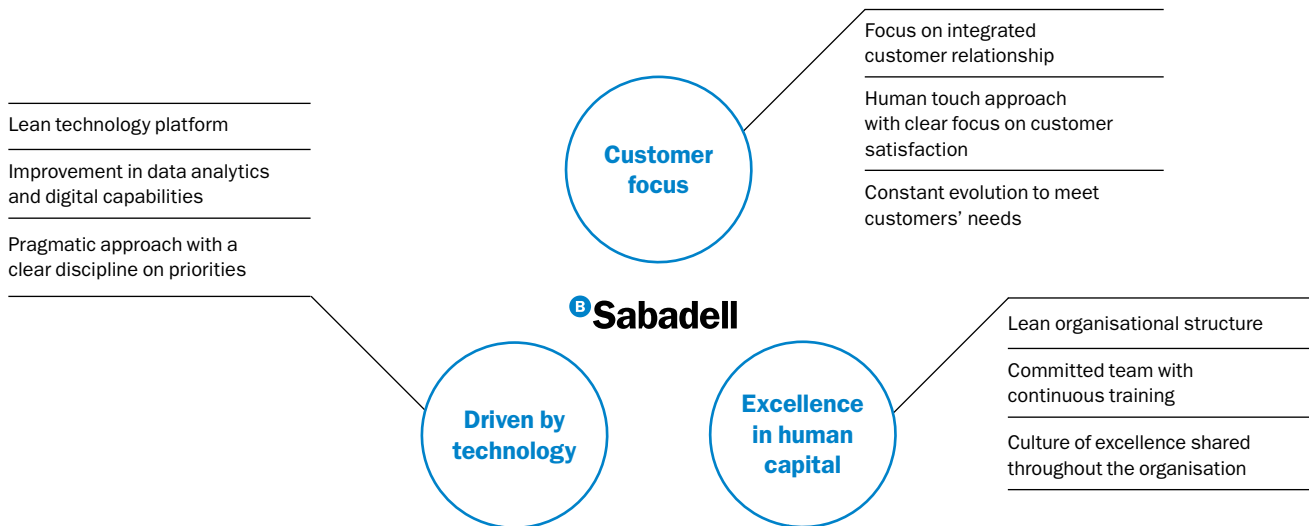 Focus on integrated
customer relationship
Human touch approach
with clear focus on customer
satisfaction
Constant evolution to meet
customers’ needs
Customer
focus
Lean technology platform
Improvement in data analytics
and digital capabilities
Pragmatic approach with a
clear discipline on priorities
B Sabadell
Driven by
technology
Excellence
in human
capital
Lean organisational structure
Committed team with
continuous training
Culture of excellence shared
throughout the organisation